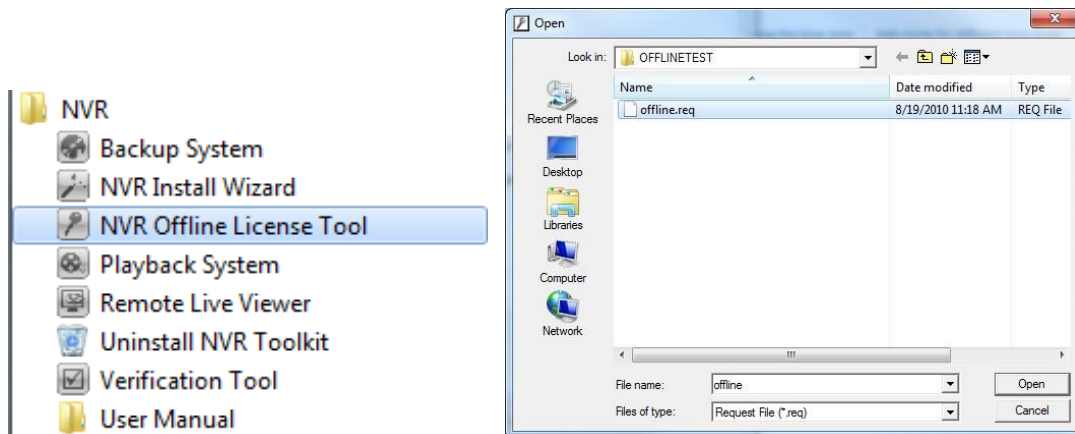 NVR
Backup System
NVR Install Wizard
NVR Offline License Tool
Playback System
Remote Live Viewer
Uninstall NVR Toolkit
Verification Tool
User Manual
Open
Look in: OFFLINETEST
Name Date modified Type
offline.req 8/19/2010 11:18 AM REQ File
Recent Places
Desktop
Libraries
Computer
Network
File name: offline Open
Files of type: Request File (*.req) Cancel